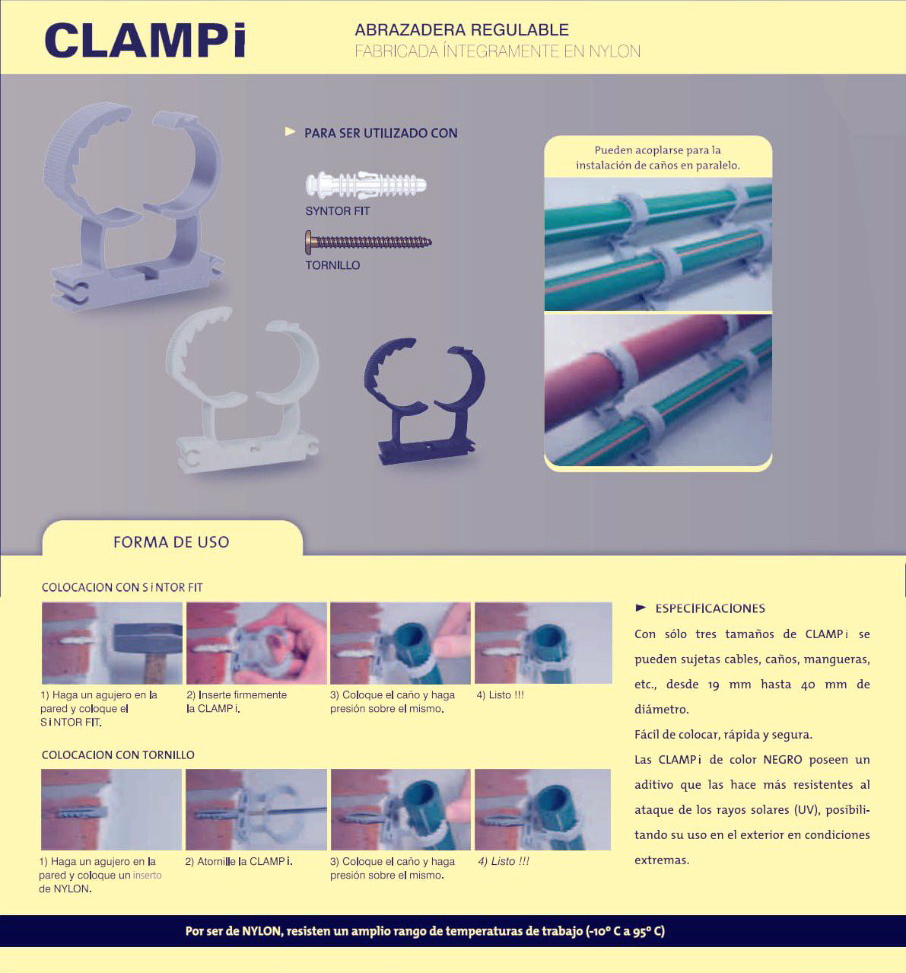 CLAMPi
ABRAZADERA REGULABLE
FABRICADA ÍNTEGRAMENTE EN NYLON
PARA SER UTILIZADO CON
SYNTOR FIT
TORNILLO
Pueden acoplarse para la
instalación de caños en paralelo.
FORMA DE USO
COLOCACION CON SiNTOR FIT
1) Haga un agujero en la
pared y coloque el
SiNTOR FIT.
2) Inserte firmemente
la CLAMPi.
3) Coloque el caño y haga
presión sobre el mismo.
4) Listo !!!
COLOCACION CON TORNILLO
1) Haga un agujero en la
pared y coloque un inserto
de NYLON.
2) Atornille la CLAMPi.
3) Coloque el caño y haga
presión sobre el mismo.
4) Listo !!!
ESPECIFICACIONES
Con sólo tres tamaños de CLAMPi se
pueden sujetas cables, caños, mangueras,
etc., desde 19 mm hasta 40 mm de
diámetro.
Fácil de colocar, rápida y segura.
Las CLAMPi de color NEGRO poseen un
aditivo que las hace más resistentes al
ataque de los rayos solares (UV), posibili-
tando su uso en el exterior en condiciones
extremas.
Por ser de NYLON, resisten un amplio rango de temperaturas de trabajo (-10º C a 95º C)